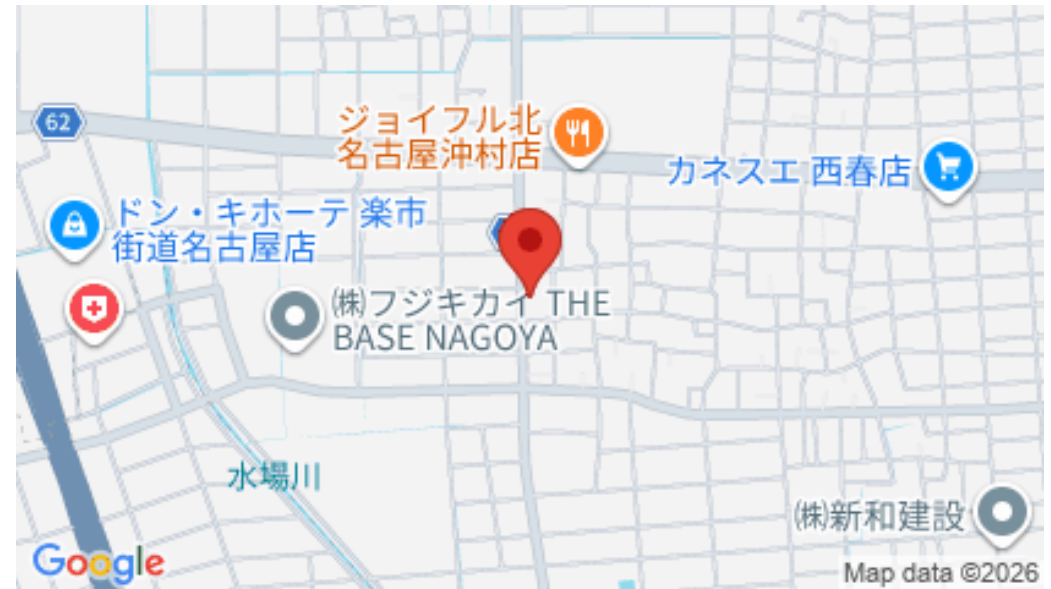 62
ジョイフル北
名古屋沖村店
カネスエ 西春店
ドン・キホーテ 楽市
街道名古屋店
㈱フジキカイ THE
BASE NAGOYA
水場川
㈱新和建設
Google
Map data ©2026